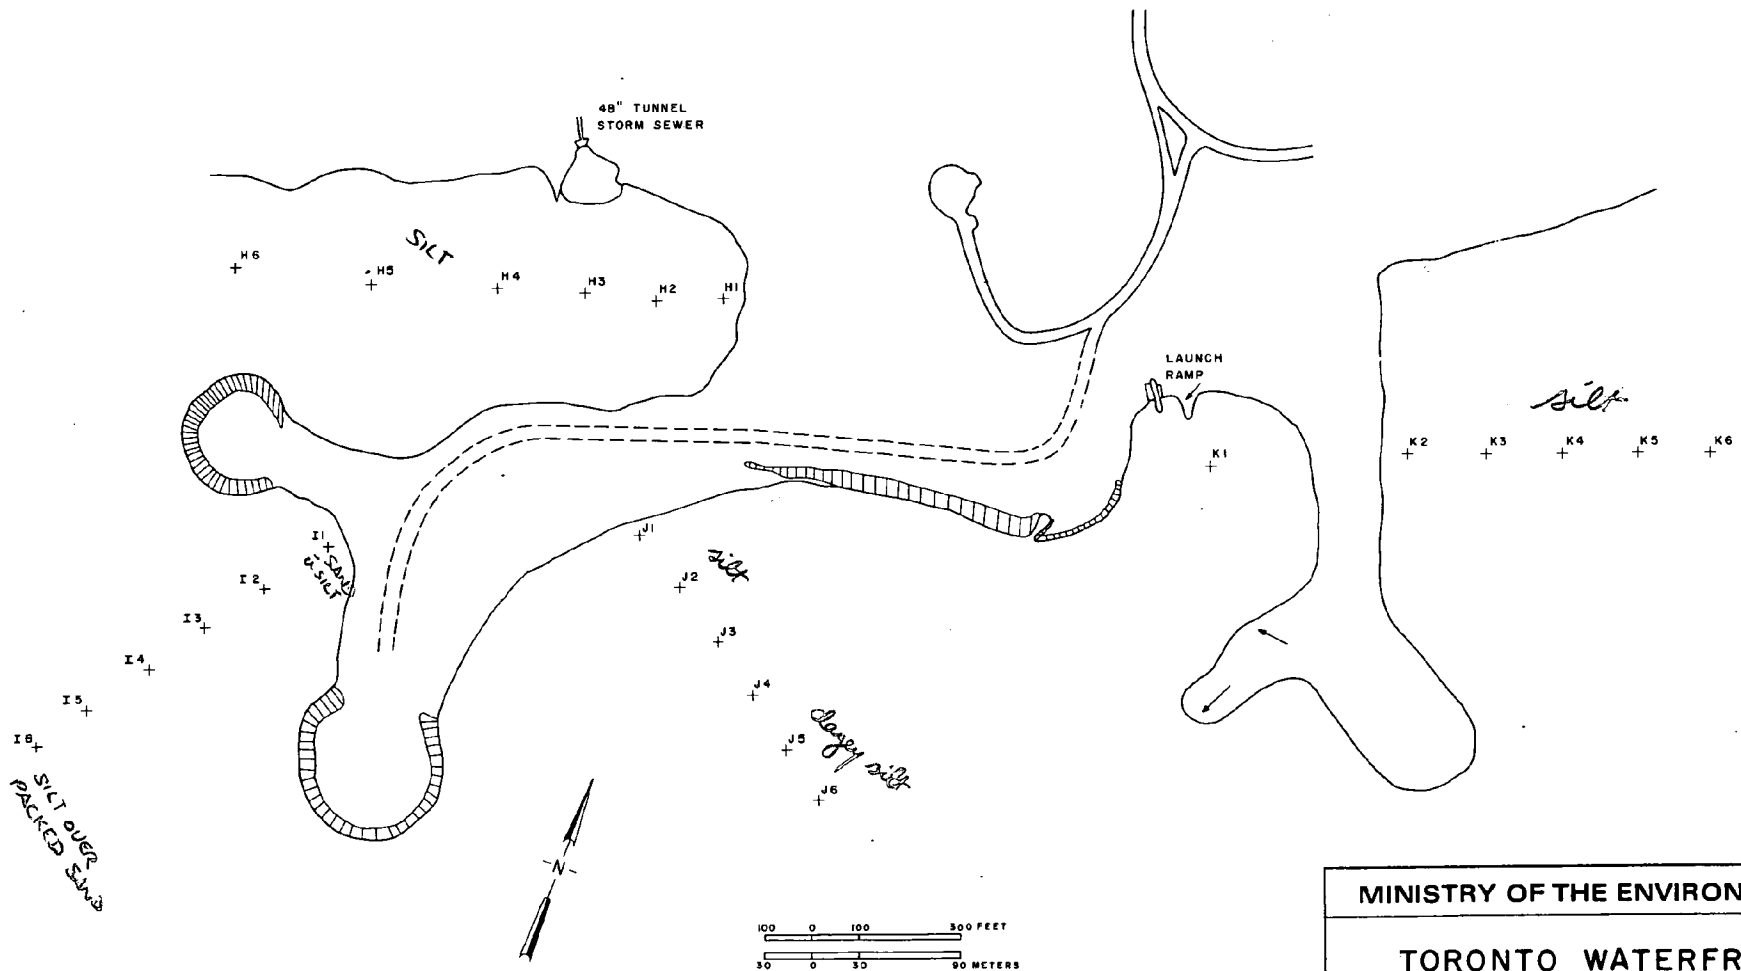 48" TUNNEL
STORM SEWER
SILT
H6
H5
H4
H3
H2
H1
LAUNCH
RAMP
silt
K1
K2
K3
K4
K5
K6
I1
SAND
SILT
I2
I3
I4
I5
I6
SILT OVER
PACKED SAND
J1
silt
J2
J3
J4
J5
silt
J6
-N-
100 0 100 300 FEET
30 0 30 90 METERS
MINISTRY OF THE ENVIRON
TORONTO WATERFR